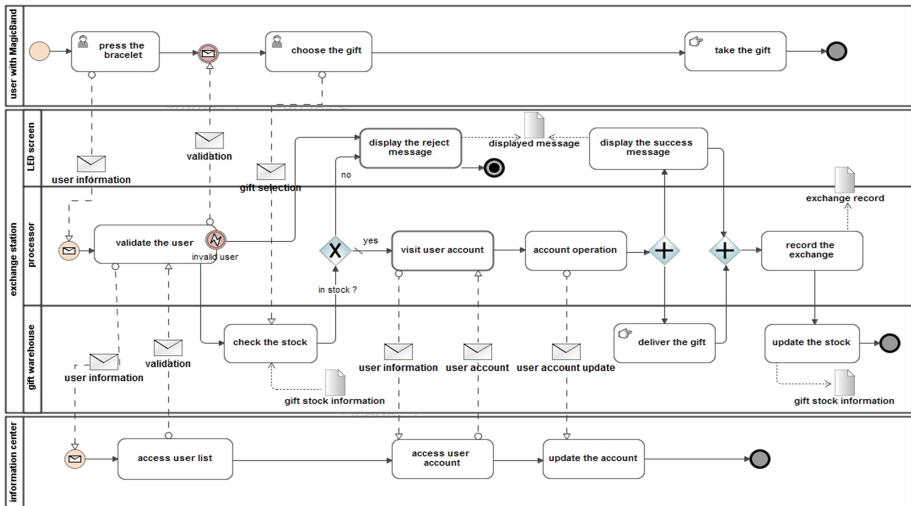 user with MagicBand
press the
bracelet
choose the gift
take the gift
user information
validation
gift selection
exchange station
LED screen
display the reject
message
displayed message
display the success
message
exchange record
processor
validate the user
invalid user
no
X
yes
in stock ?
visit user account
account operation
record the
exchange
gift warehouse
check the stock
deliver the gift
update the stock
user information
validation
user information
user account
user account update
gift stock information
gift stock information
information center
access user list
access user
account
update the account